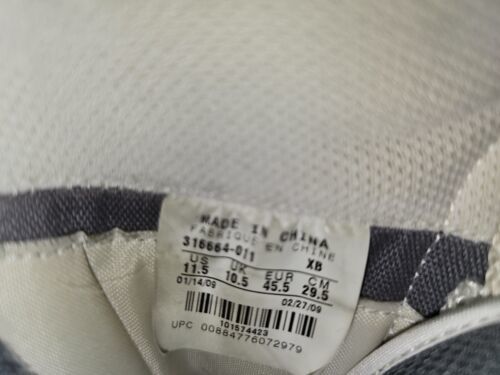 MADE IN CHINA
FABRIQUE EN CHINE
316664-011 XB
US UK EUR CM
11.5 10.5 45.5 29.5
01/14/09 02/27/09
101574423
UPC 00884776072979